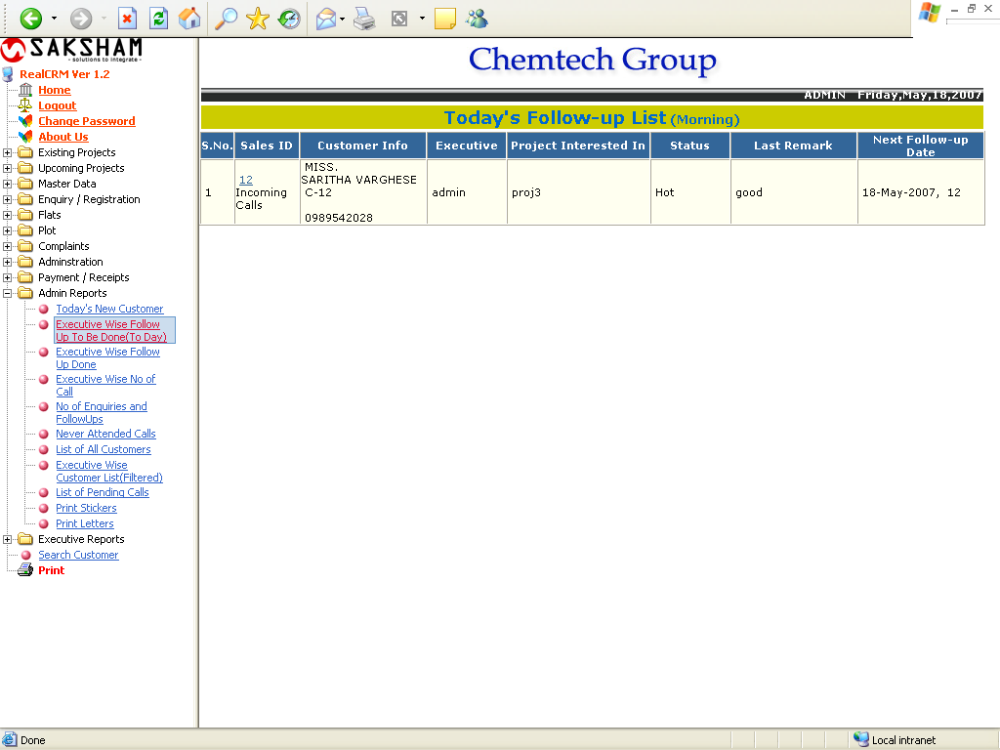 SAKSHAM
- solutions to integrate -
RealCRM Ver 1.2
Home
Logout
Change Password
About Us
Existing Projects
Upcoming Projects
Master Data
Enquiry / Registration
Flats
Plot
Complaints
Adminstration
Payment / Receipts
Admin Reports
Today's New Customer
Executive Wise Follow
Up To Be Done(To Day)
Executive Wise Follow
Up Done
Executive Wise No of
Call
No of Enquiries and
FollowUps
Never Attended Calls
List of All Customers
Executive Wise
Customer List(Filtered)
List of Pending Calls
Print Stickers
Print Letters
Executive Reports
Search Customer
Print
Chemtech Group
ADMIN Friday,May,18,2007
Today's Follow-up List (Morning)
S.No. Sales ID Customer Info Executive Project Interested In Status Last Remark Next Follow-up Date
1 12 Incoming Calls MISS. SARITHA VARGHESE C-12 0989542028 admin proj3 Hot good 18-May-2007, 12
Done
Local intranet